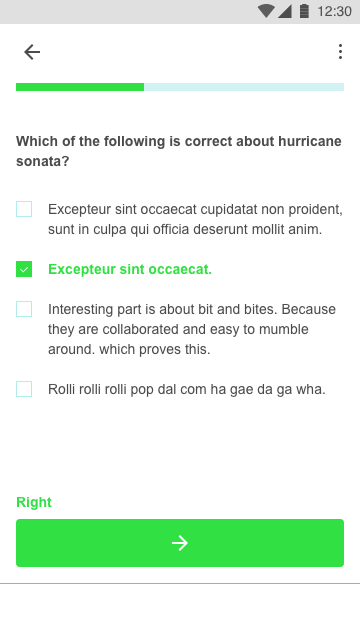 12:30
Which of the following is correct about hurricane
sonata?
Excepteur sint occaecat cupidatat non proident,
sunt in culpa qui officia deserunt mollit anim.
Excepteur sint occaecat.
Interesting part is about bit and bites. Because
they are collaborated and easy to mumble
around. which proves this.
Rolli rolli rolli pop dal com ha gae da ga wha.
Right